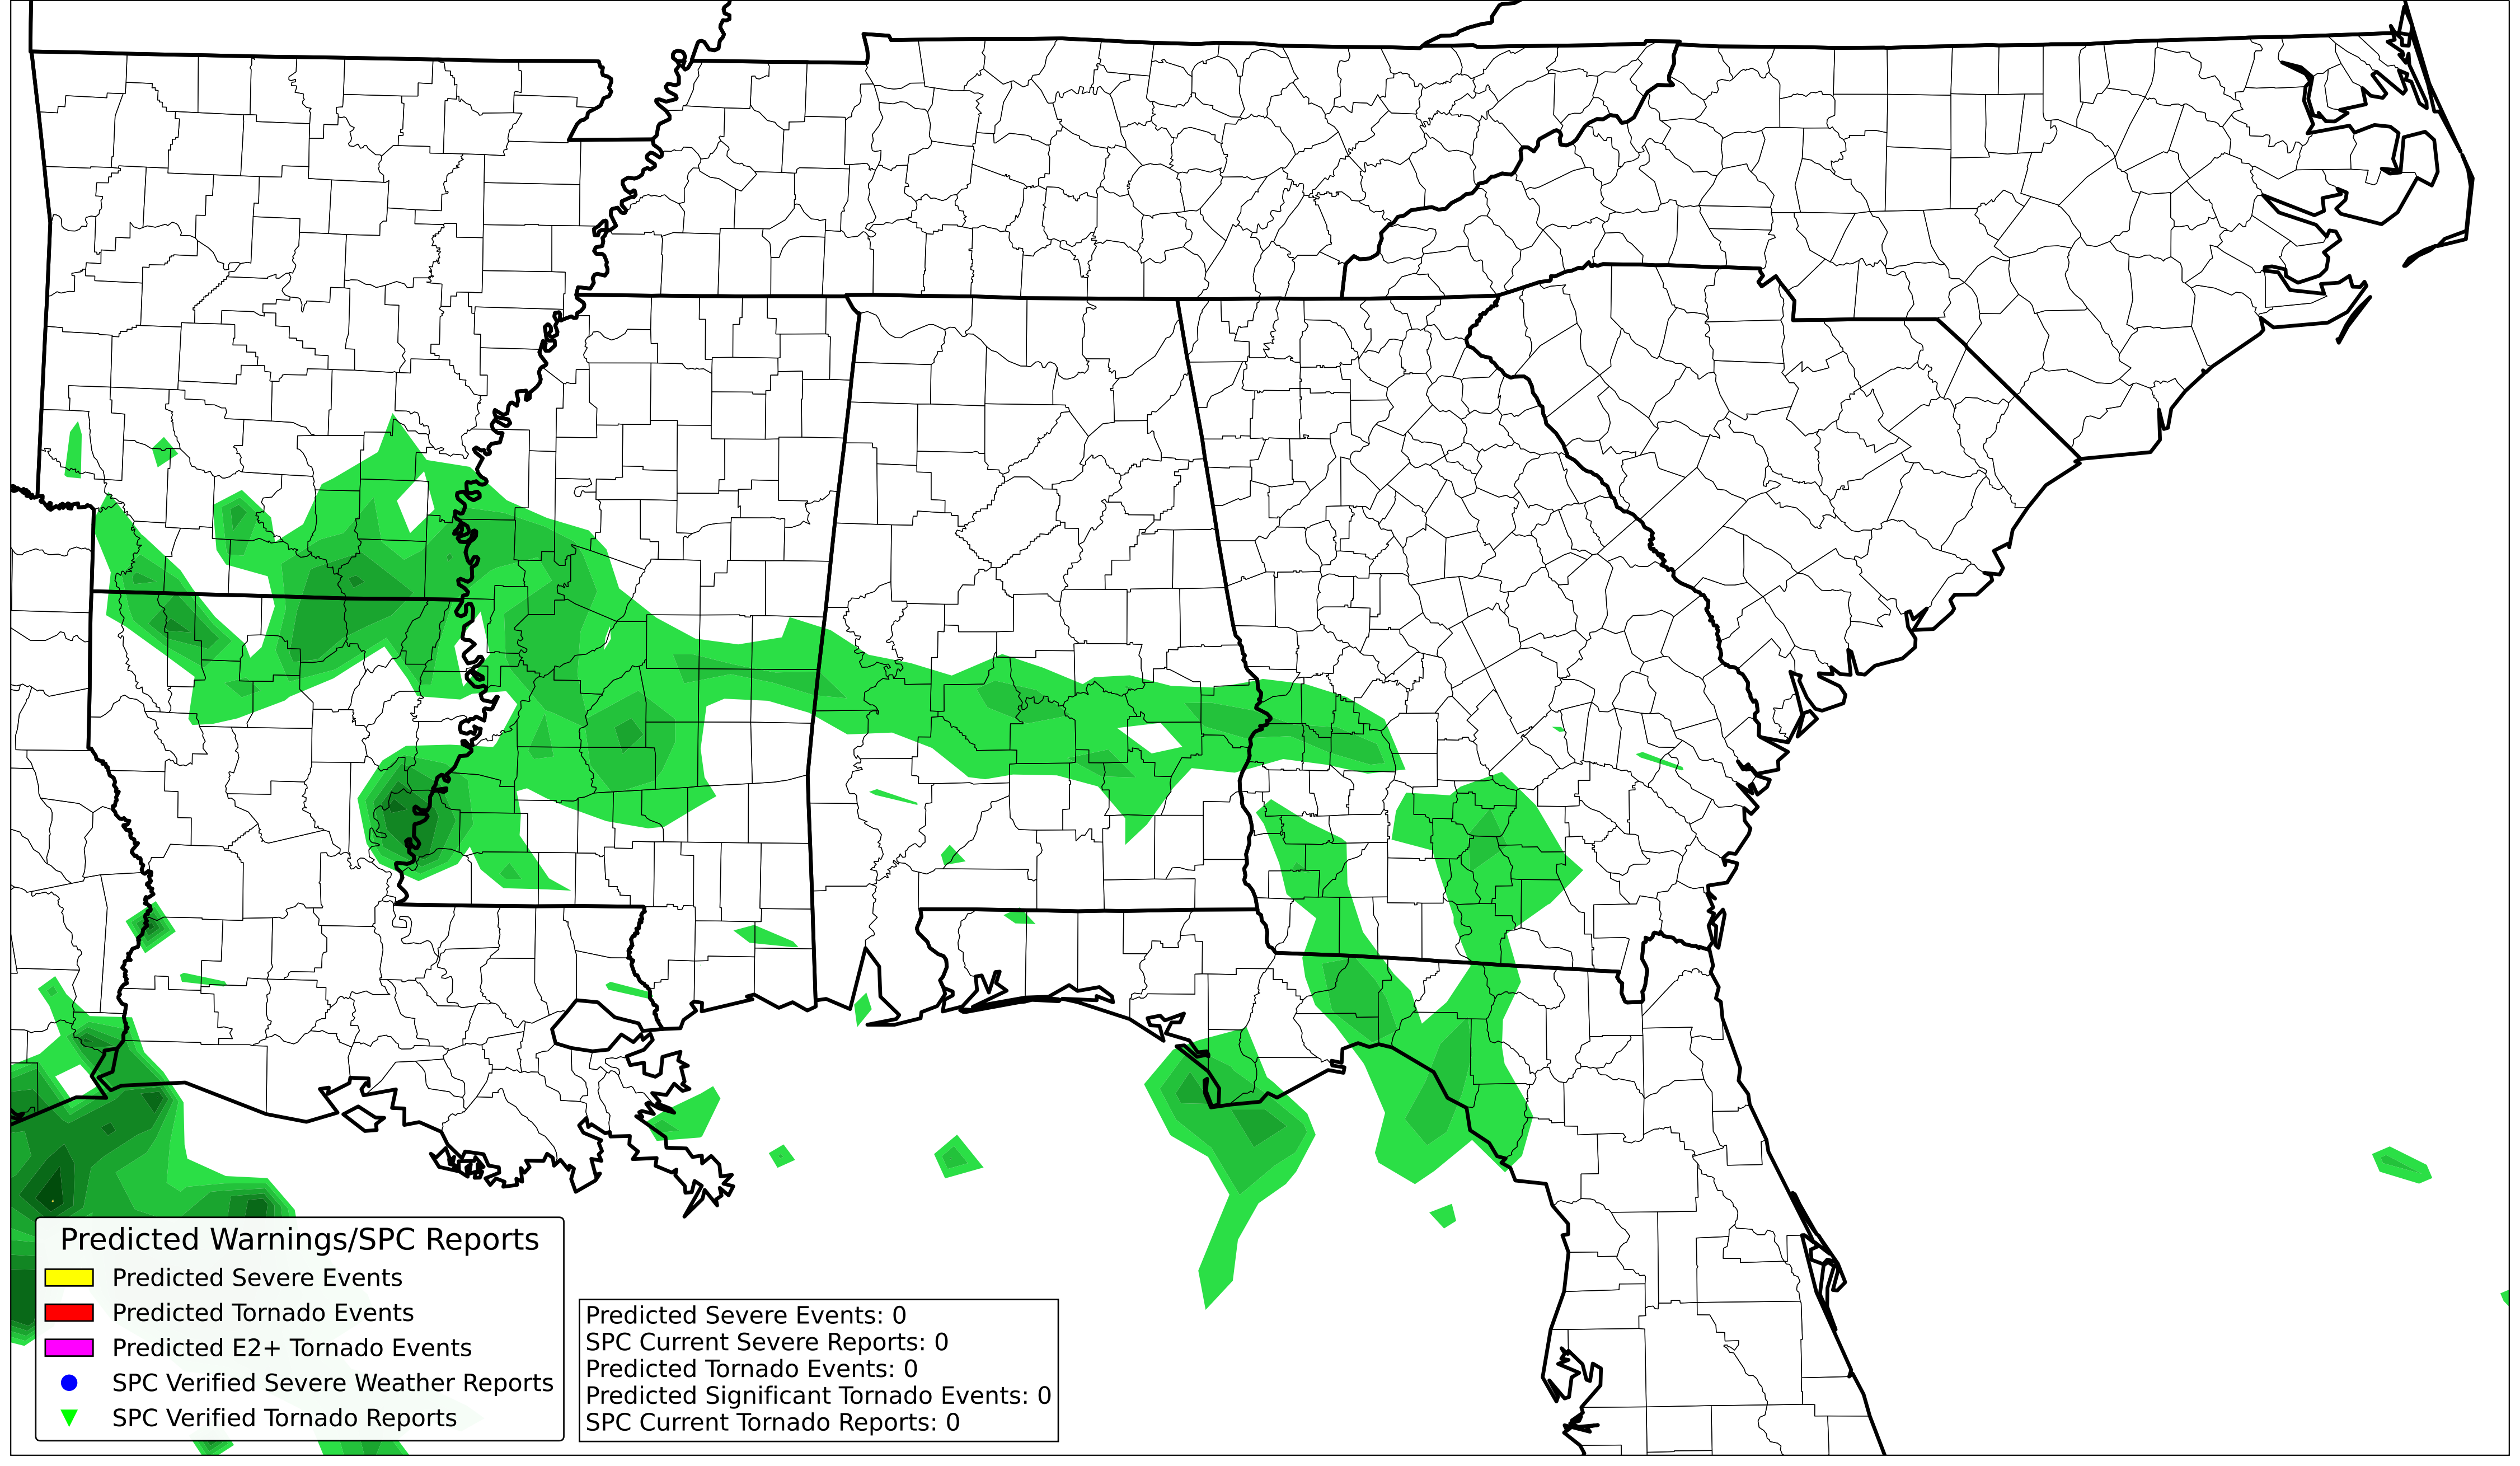 Predicted Warnings/SPC Reports
Predicted Severe Events
Predicted Tornado Events
Predicted E2+ Tornado Events
SPC Verified Severe Weather Reports
SPC Verified Tornado Reports
Predicted Severe Events: 0
SPC Current Severe Reports: 0
Predicted Tornado Events: 0
Predicted Significant Tornado Events: 0
SPC Current Tornado Reports: 0